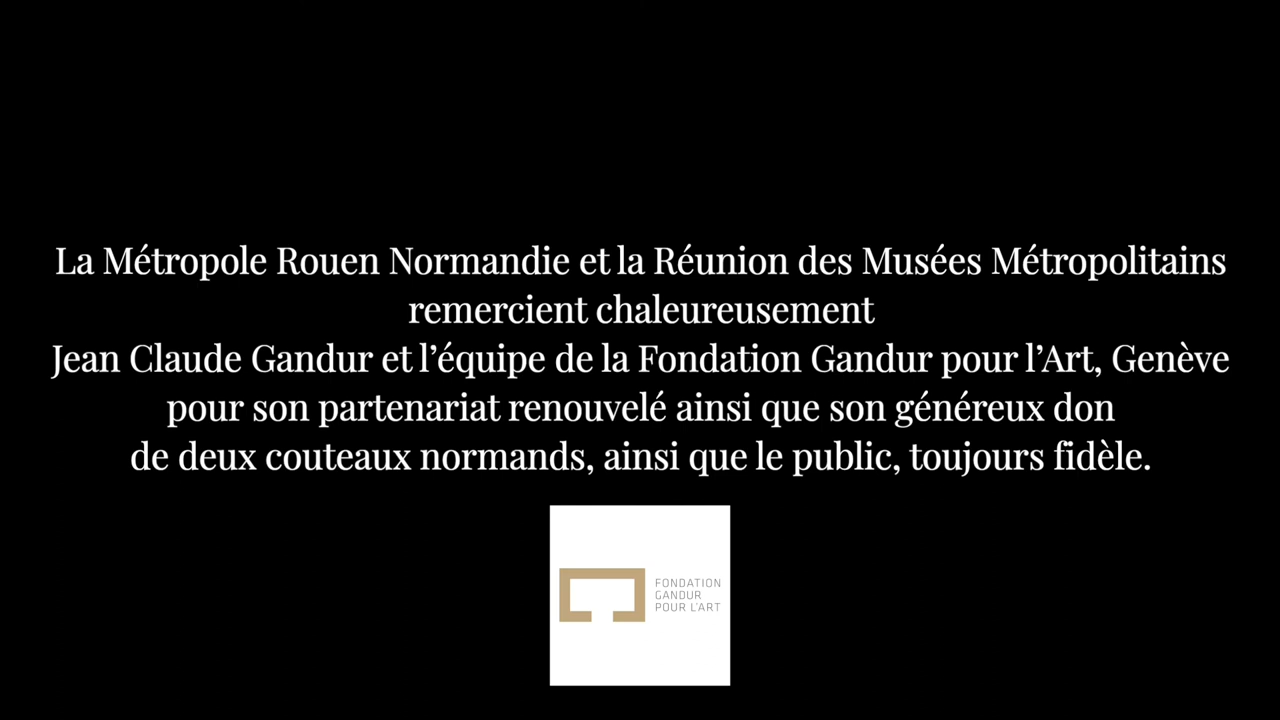 La Métropole Rouen Normandie et la Réunion des Musées Métropolitains
remercient chaleureusement
Jean Claude Gandur et l’équipe de la Fondation Gandur pour l’Art, Genève
pour son partenariat renouvelé ainsi que son généreux don
de deux couteaux normands, ainsi que le public, toujours fidèle.
FONDATION
GANDUR
POUR L’ART